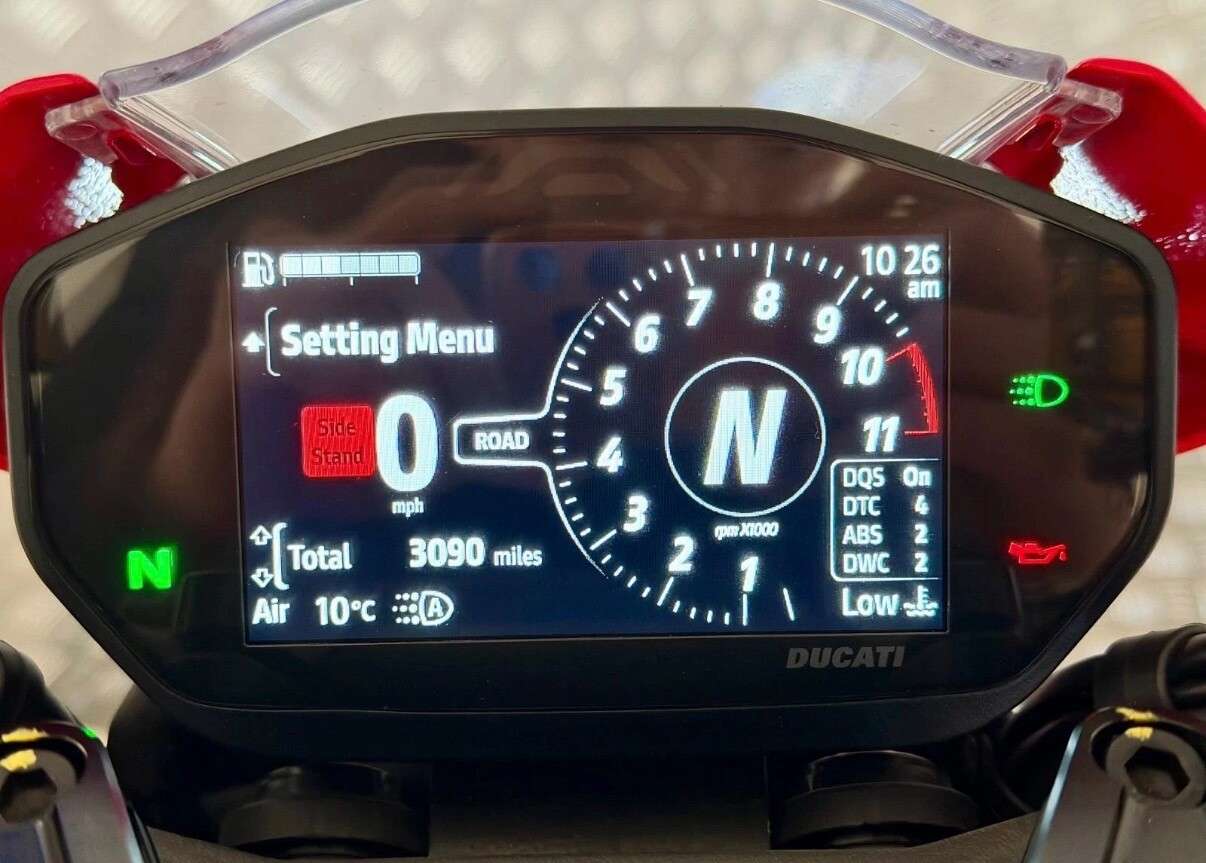 10 26
am
Setting Menu
7
8
9
6
10
5
11
4
3
2
1
N
rpm X1000
Side
Stand
0
mph
ROAD
DQS On
DTC 4
ABS 2
DWC 2
Total 3090 miles
Air 10°C
A
Low
N
DUCATI